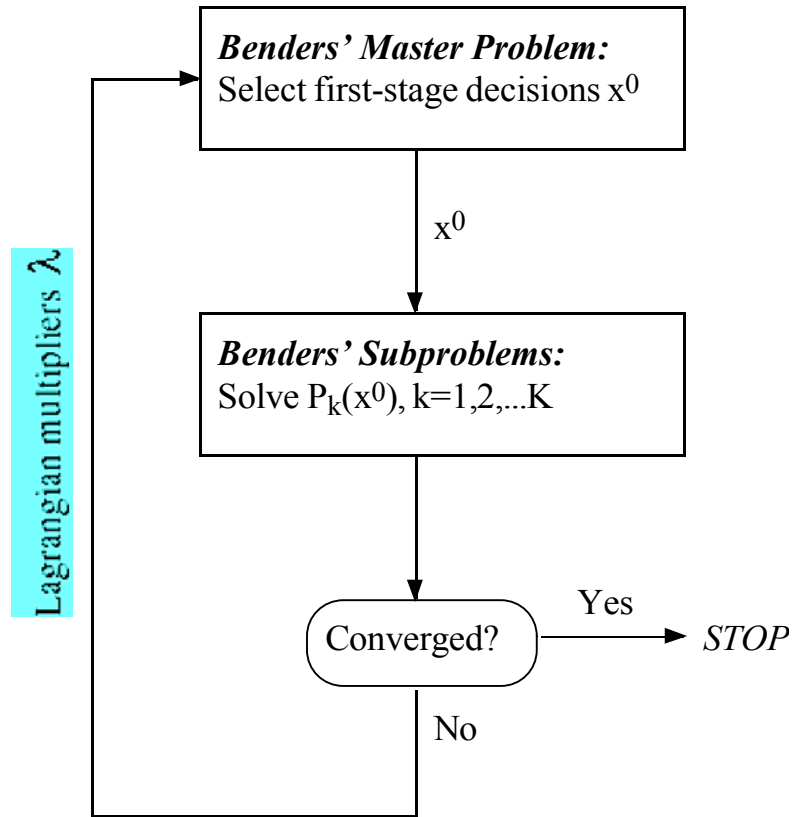 Benders’ Master Problem:
Select first-stage decisions x⁰
x⁰
Lagrangian multipliers λ
Benders’ Subproblems:
Solve Pₖ(x⁰), k=1,2,...K
Converged?
Yes
STOP
No